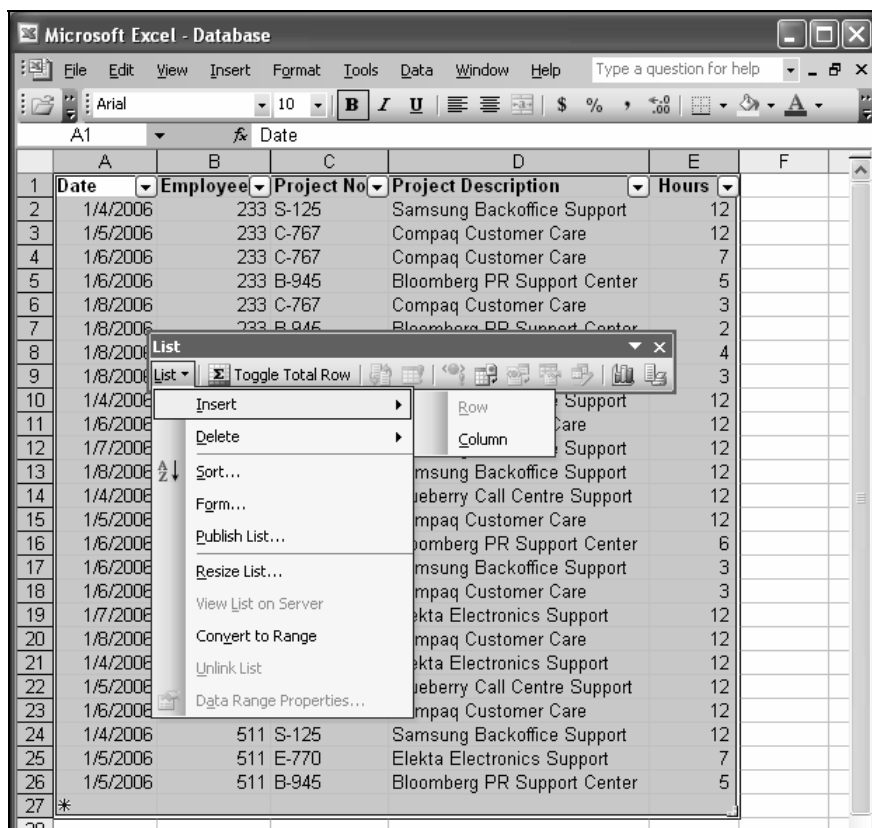 Microsoft Excel - Database
File Edit View Insert Format Tools Data Window Help Type a question for help
Arial 10 B I U $ % , .00
A1 fx Date
A B C D E F
1 Date Employee Project No Project Description Hours
2 1/4/2006 233 S-125 Samsung Backoffice Support 12
3 1/5/2006 233 C-767 Compaq Customer Care 12
4 1/6/2006 233 C-767 Compaq Customer Care 7
5 1/6/2006 233 B-945 Bloomberg PR Support Center 5
6 1/8/2006 233 C-767 Compaq Customer Care 3
7 1/8/2006 233 B-945 Bloomberg PR Support Center 2
List
8 1/8/2006 4
9 1/8/2006 List Σ Toggle Total Row 3
10 1/4/2006 Insert Row Support 12
11 1/6/2006 Delete Column Care 12
12 1/7/2006 Support 12
13 1/8/2006 Sort... msung Backoffice Support 12
14 1/4/2006 Form... ueberry Call Centre Support 12
15 1/5/2006 Publish List... mpaq Customer Care 12
16 1/6/2006 omberg PR Support Center 6
17 1/6/2006 Resize List... msung Backoffice Support 3
18 1/6/2006 View List on Server mpaq Customer Care 3
19 1/7/2006 Convert to Range ekta Electronics Support 12
20 1/8/2006 mpaq Customer Care 12
21 1/4/2006 Unlink List ekta Electronics Support 12
22 1/5/2006 Data Range Properties... ueberry Call Centre Support 12
23 1/6/2006 mpaq Customer Care 12
24 1/4/2006 511 S-125 Samsung Backoffice Support 12
25 1/5/2006 511 E-770 Elekta Electronics Support 7
26 1/5/2006 511 B-945 Bloomberg PR Support Center 5
27 *
28